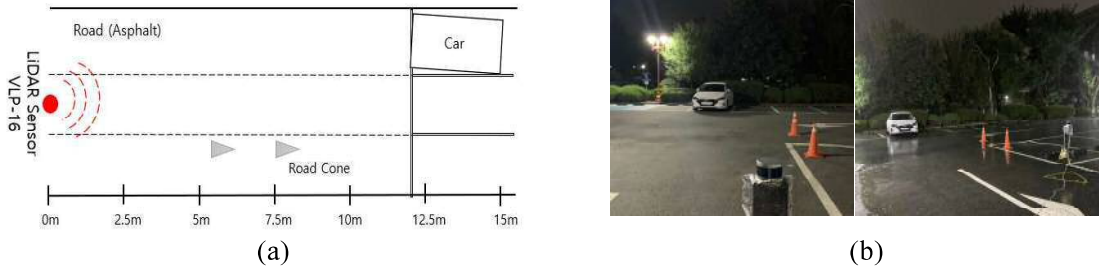 Road (Asphalt)
Car
LiDAR Sensor
VLP-16
Road Cone
0m 2.5m 5m 7.5m 10m 12.5m 15m
(a) (b)